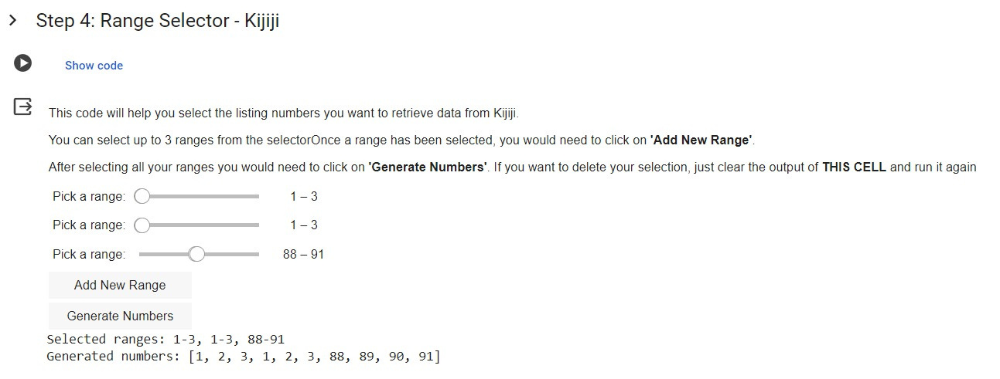 Step 4: Range Selector - Kijiji
Show code
This code will help you select the listing numbers you want to retrieve data from Kijiji.
You can select up to 3 ranges from the selectorOnce a range has been selected, you would need to click on 'Add New Range'.
After selecting all your ranges you would need to click on 'Generate Numbers'. If you want to delete your selection, just clear the output of THIS CELL and run it again
Pick a range: 1 – 3
Pick a range: 1 – 3
Pick a range: 88 – 91
Add New Range
Generate Numbers
Selected ranges: 1-3, 1-3, 88-91
Generated numbers: [1, 2, 3, 1, 2, 3, 88, 89, 90, 91]